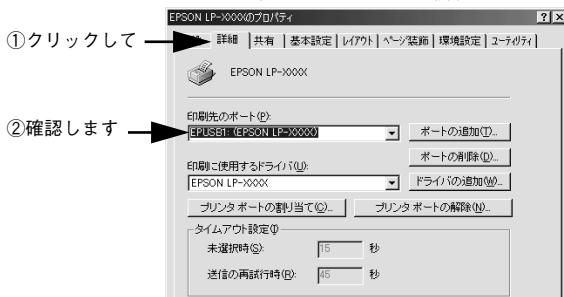 EPSON LP-XXXXのプロパティ
①クリックして
詳細 共有 基本設定 レイアウト ページ装飾 環境設定 ユーティリティ
EPSON LP-XXXX
印刷先のポート(P):
②確認します
EPUSB1: (EPSON LP-XXXX)
ポートの追加(T)...
ポートの削除(D)...
印刷に使用するドライバ(U):
EPSON LP-XXXX
ドライバの追加(W)...
プリンタ ポートの割り当て(C)...
プリンタ ポートの解除(N)...
タイムアウト設定
未選択時(S): 15 秒
送信の再試行時(R): 45 秒